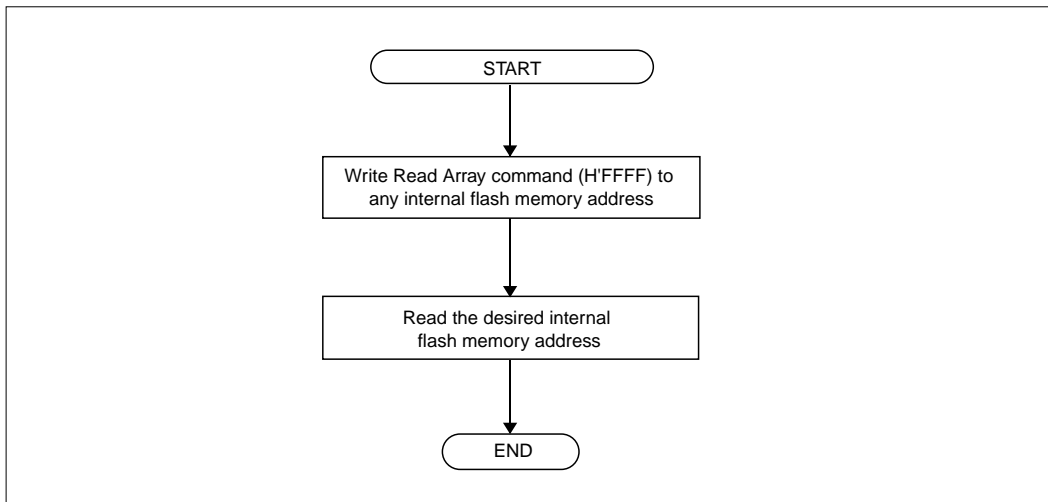 START
Write Read Array command (H'FFFF) to
any internal flash memory address
Read the desired internal
flash memory address
END